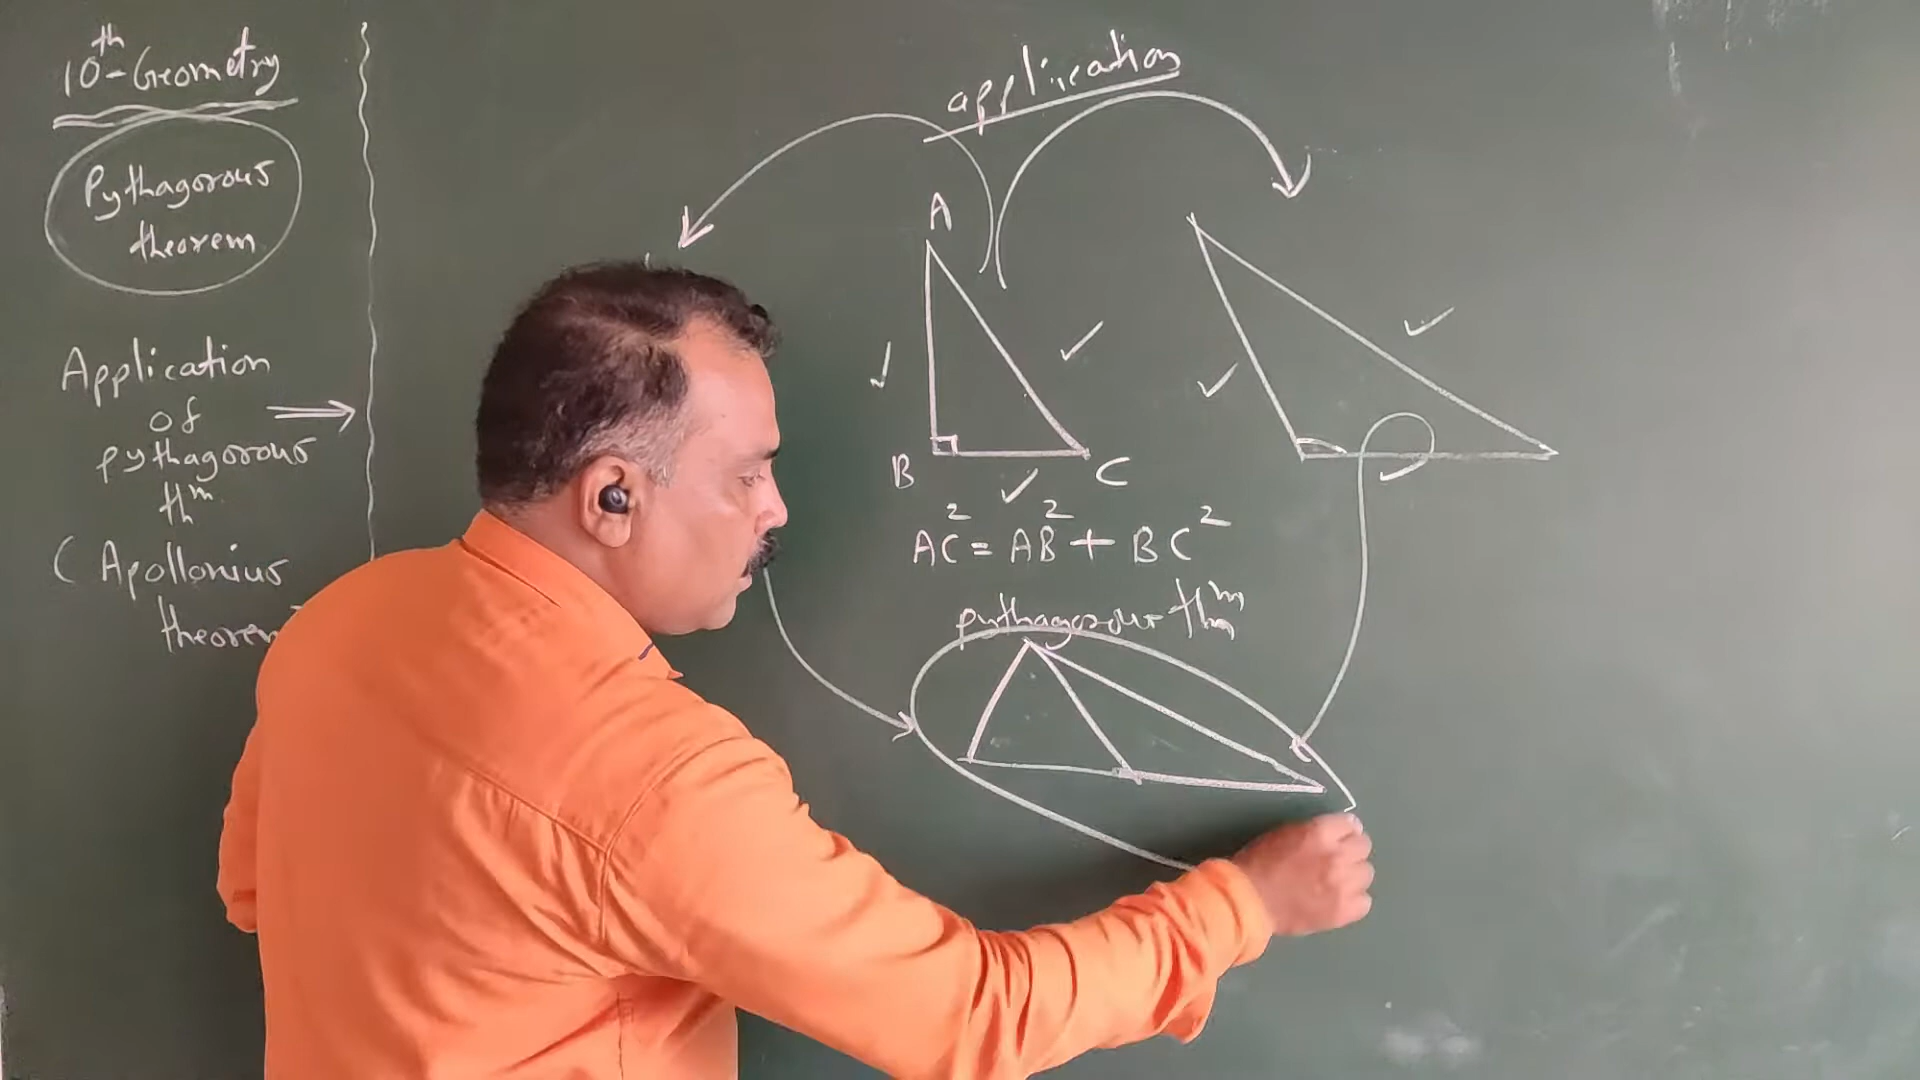 10th - Geometry
Pythagorous
theorem
Application
of
pythagorous
thm
( Apollonius
theorem
application
A
B
C
AC² = AB² + BC²
pythagorous thm